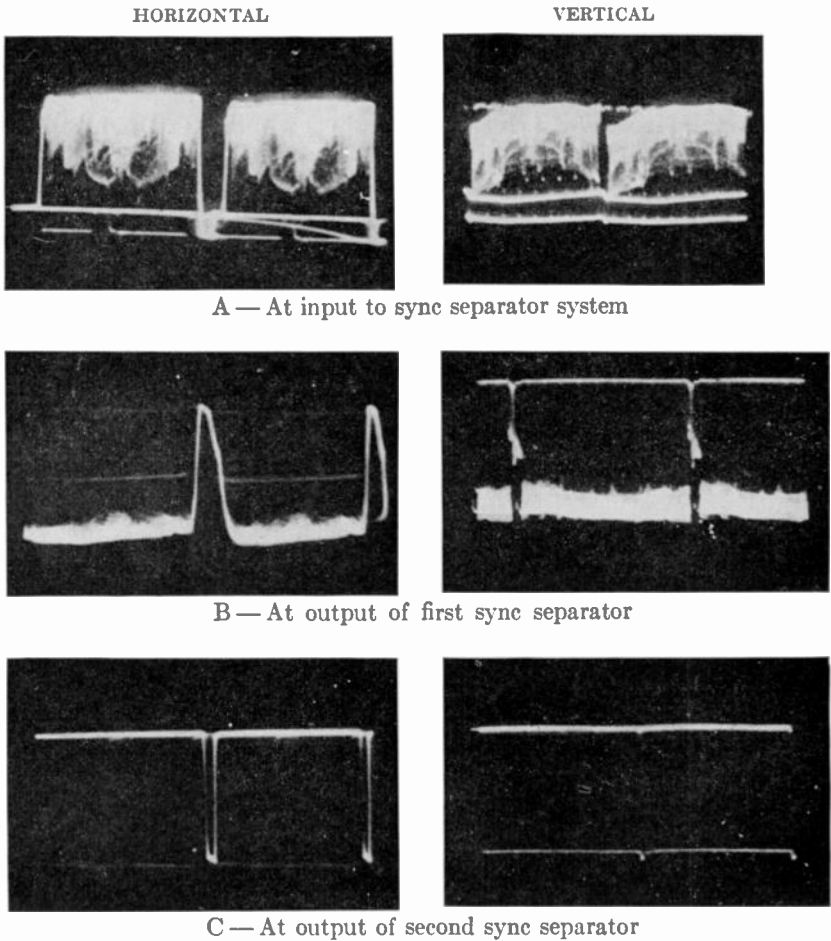 HORIZONTAL
VERTICAL
A — At input to sync separator system
B — At output of first sync separator
C — At output of second sync separator